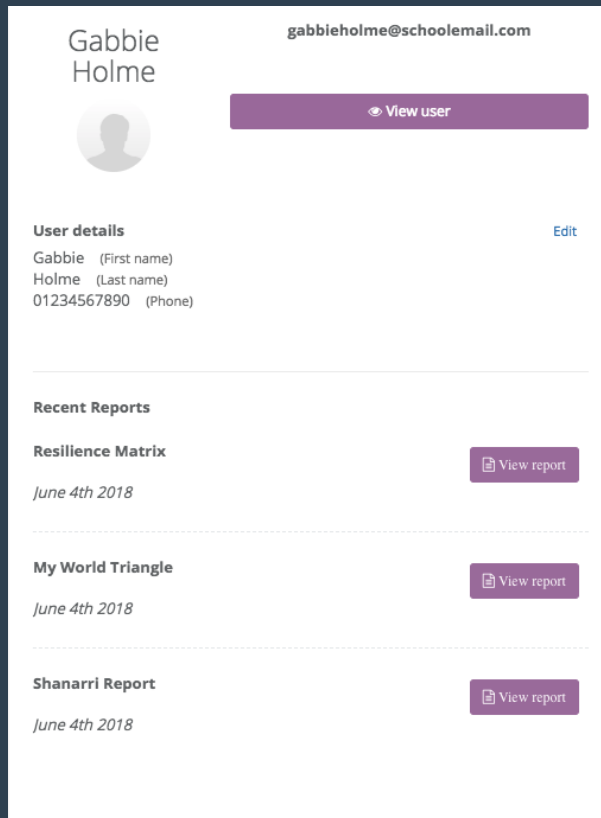 Gabbie
Holme
gabbieholme@schoolemail.com
View user
User details
Edit
Gabbie (First name)
Holme (Last name)
01234567890 (Phone)
Recent Reports
Resilience Matrix
View report
June 4th 2018
My World Triangle
View report
June 4th 2018
Shanarri Report
View report
June 4th 2018